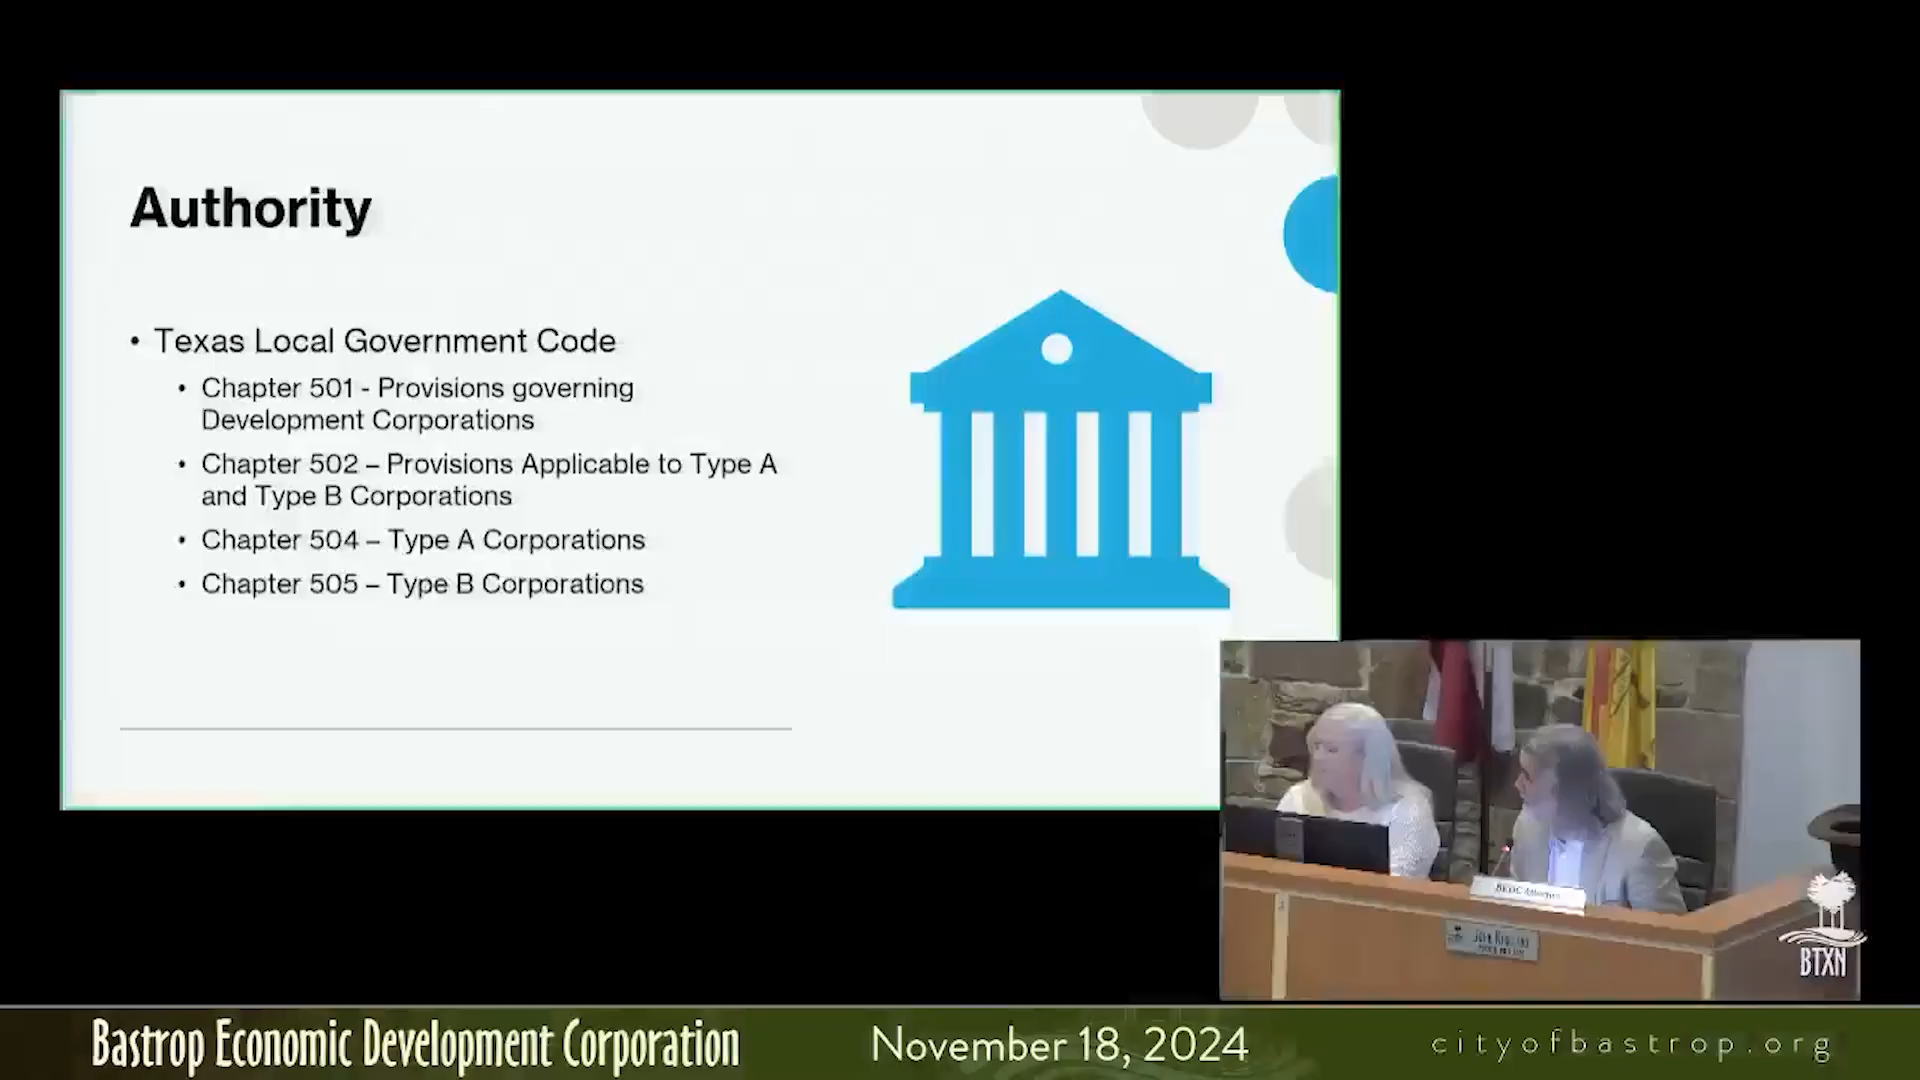 Authority
• Texas Local Government Code
• Chapter 501 - Provisions governing
Development Corporations
• Chapter 502 – Provisions Applicable to Type A
and Type B Corporations
• Chapter 504 – Type A Corporations
• Chapter 505 – Type B Corporations
BTXN
Bastrop Economic Development Corporation
November 18, 2024
cityofbastrop.org